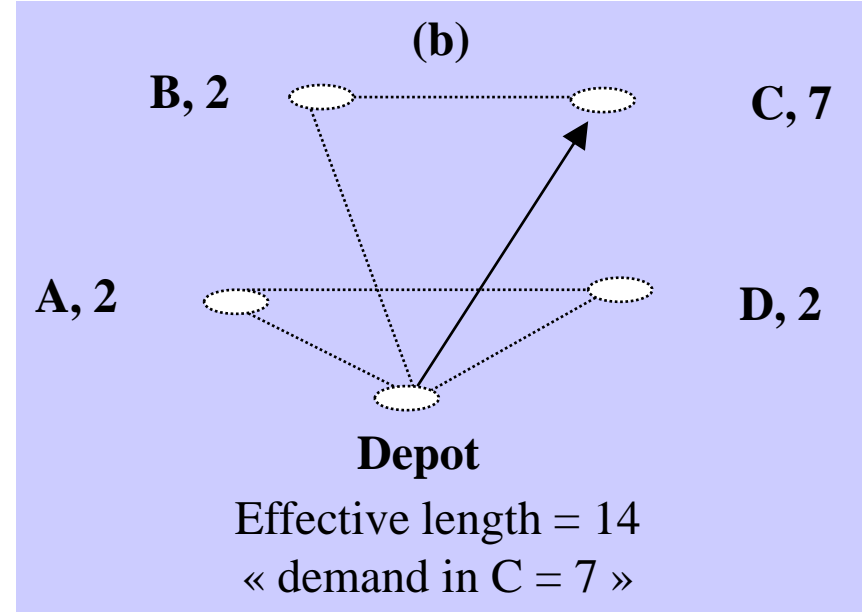 (b)
B, 2
C, 7
A, 2
D, 2
Depot
Effective length = 14
« demand in C = 7 »